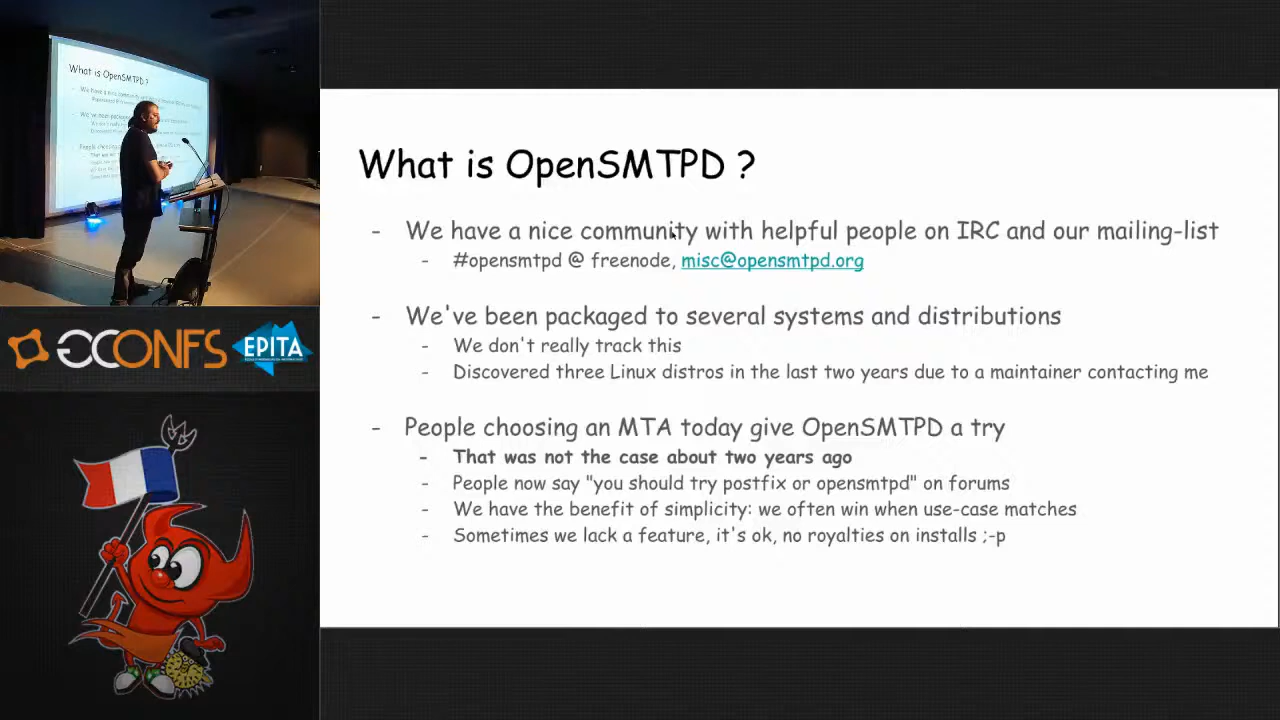 What is OpenSMTPD ?
- We have a nice community with helpful people on IRC and our mailing-list
- #opensmtpd @ freenode, misc@opensmtpd.org
- We've been packaged to several systems and distributions
- We don't really track this
- Discovered three Linux distros in the last two years due to a maintainer contacting me
- People choosing an MTA today give OpenSMTPD a try
- That was not the case about two years ago
- People now say "you should try postfix or opensmtpd" on forums
- We have the benefit of simplicity: we often win when use-case matches
- Sometimes we lack a feature, it's ok, no royalties on installs ;-p
What is OpenSMTPD ?
GCONFS
EPITA